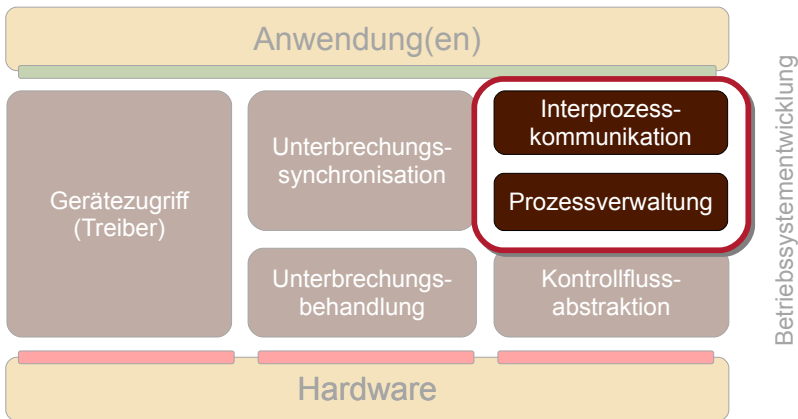 Anwendung(en)
Gerätezugriff
(Treiber)
Unterbrechungs-
synchronisation
Unterbrechungs-
behandlung
Interprozess-
kommunikation
Prozessverwaltung
Kontrollfluss-
abstraktion
Hardware
Betriebssystementwicklung